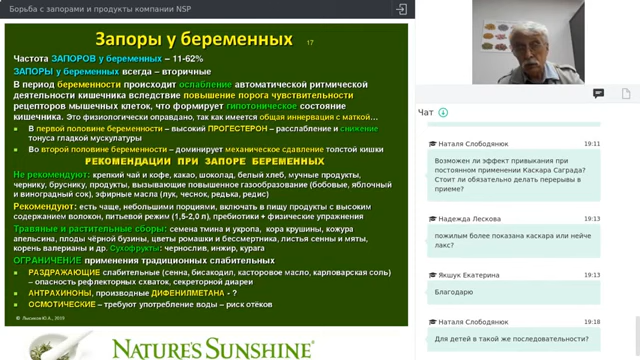 Борьба с запорами и продукты компании NSP
Запоры у беременных 17
Частота ЗАПОРОВ у беременных – 11-62%
ЗАПОРЫ у беременных всегда – вторичные
В период беременности происходит ослабление автоматической ритмической
деятельности кишечника вследствие повышение порога чувствительности
рецепторов мышечных клеток, что формирует гипотоническое состояние
кишечника. Это физиологически оправдано, так как имеется общая иннервация с маткой…
В первой половине беременности – высокий ПРОГЕСТЕРОН – расслабление и снижение
тонуса гладкой мускулатуры
Во второй половине беременности – доминирует механическое сдавление толстой кишки
РЕКОМЕНДАЦИИ ПРИ ЗАПОРЕ БЕРЕМЕННЫХ
Не рекомендуют: крепкий чай и кофе, какао, шоколад, белый хлеб, мучные продукты,
чернику, бруснику, продукты, вызывающие повышенное газообразование (бобовые, яблочный
и виноградный сок), эфирные масла (лук, чеснок, редька, редис)
Рекомендуют: есть чаще, небольшими порциями, включать в пищу продукты с высоким
содержанием волокон, питьевой режим (1,5-2,0 л), пребиотики + физические упражнения
Травяные и растительные сборы: семена тмина и укропа, кора крушины, кожура
апельсина, плоды чёрной бузины, цветы ромашки и бессмертника, листья сенны и мяты,
корень валерианы и др. Сухофрукты: чернослив, инжир, курага
ОГРАНИЧЕНИЕ применения традиционных слабительных
РАЗДРАЖАЮЩИЕ слабительные (сенна, бисакодил, касторовое масло, карловарская соль)
– опасность рефлекторных схваток, секреторной диареи
АНТРАХИНОНЫ, производные ДИФЕНИЛМЕТАНА - ?
ОСМОТИЧЕСКИЕ – требуют употребление воды – риск отёков
© Лысиков Ю.А., 2010
NATURE'S SUNSHINE®
Чат
Наталя Слободянюк 19:11
Возможен ли эффект привыкания при
постоянном применении Каскара Саграда?
Стоит ли обязательно делать перерывы в
приеме?
Надежда Лескова 19:13
пожилым более показана каскара или нейче
лакс?
Якшук Екатерина 19:13
Благодарю
Наталя Слободянюк 19:18
Для детей в такой же последовательности?